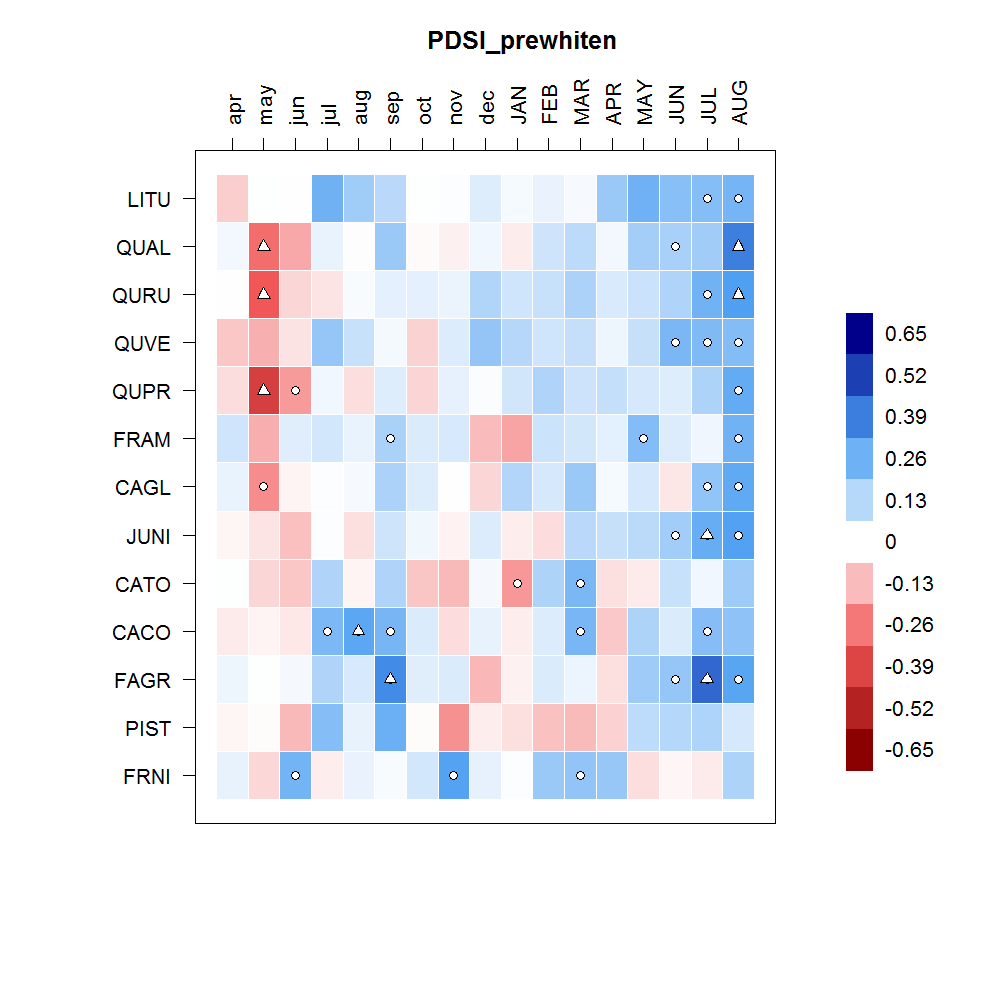 PDSI_prewhiten
apr may jun jul aug sep oct nov dec JAN FEB MAR APR MAY JUN JUL AUG
LITU
QUAL
QURU
QUVE
QUPR
FRAM
CAGL
JUNI
CATO
CACO
FAGR
PIST
FRNI
0.65
0.52
0.39
0.26
0.13
0
-0.13
-0.26
-0.39
-0.52
-0.65